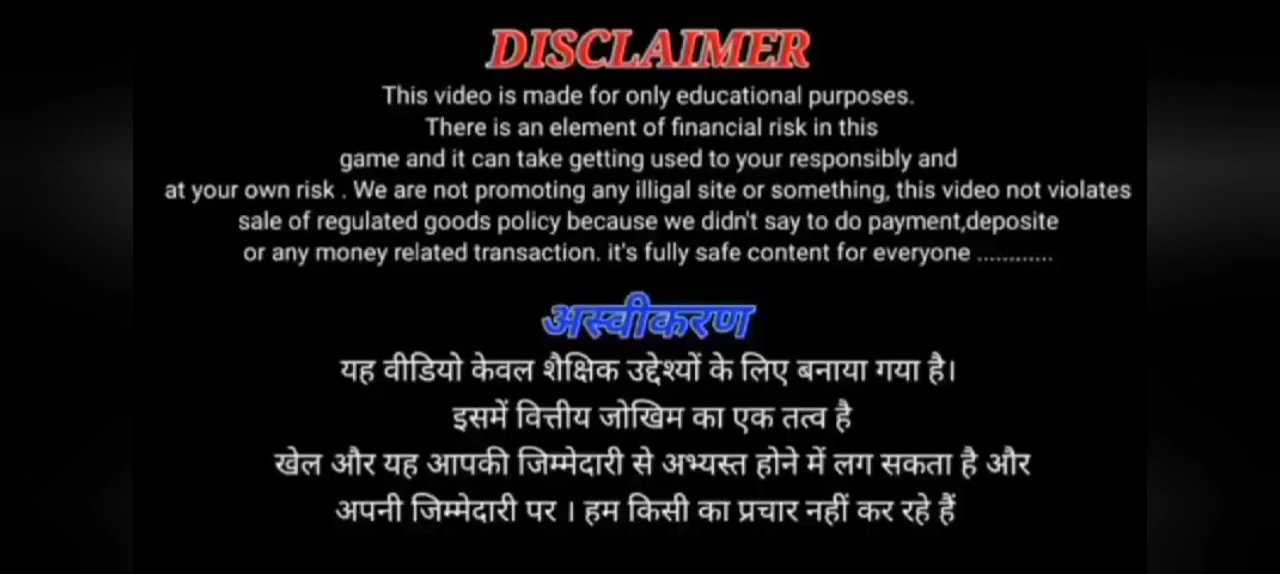 DISCLAIMER
This video is made for only educational purposes.
There is an element of financial risk in this
game and it can take getting used to your responsibly and
at your own risk . We are not promoting any illigal site or something, this video not violates
sale of regulated goods policy because we didn't say to do payment,deposite
or any money related transaction. it's fully safe content for everyone ............
अस्वीकरण
यह वीडियो केवल शैक्षिक उद्देश्यों के लिए बनाया गया है।
इसमें वित्तीय जोखिम का एक तत्व है
खेल और यह आपकी जिम्मेदारी से अभ्यस्त होने में लग सकता है और
अपनी जिम्मेदारी पर । हम किसी का प्रचार नहीं कर रहे हैं